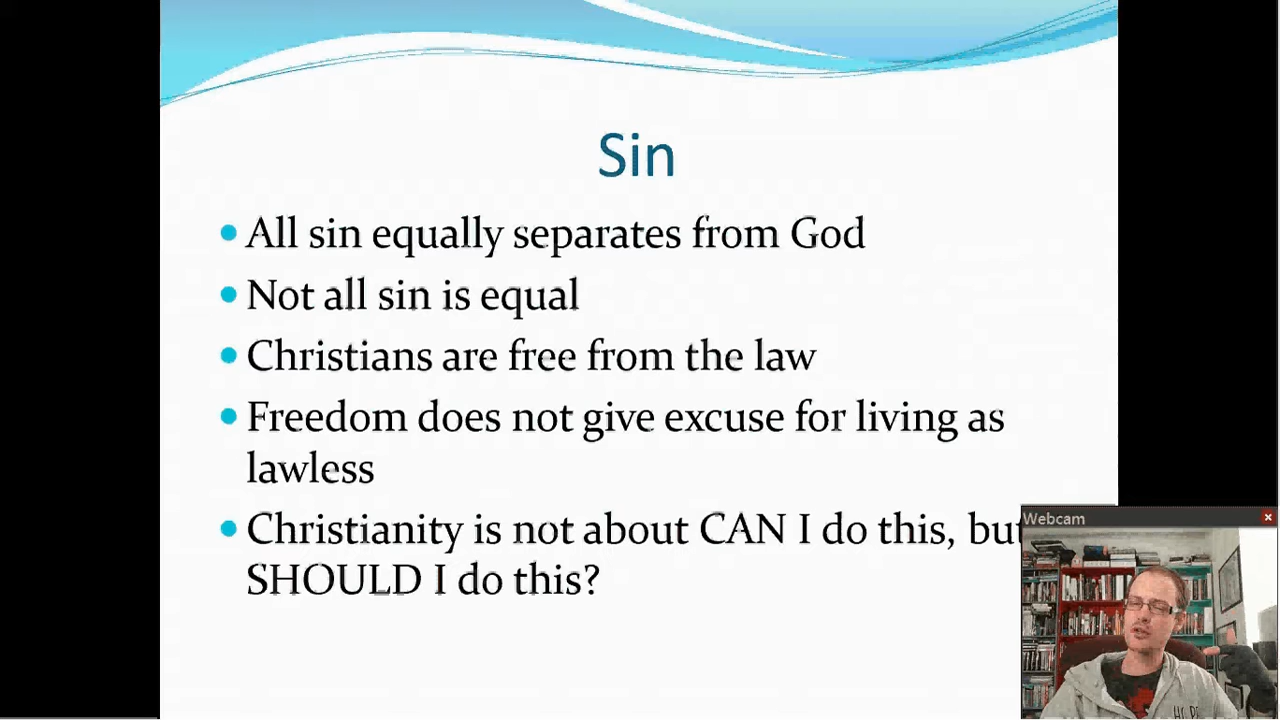 Sin
All sin equally separates from God
Not all sin is equal
Christians are free from the law
Freedom does not give excuse for living as
lawless
Christianity is not about CAN I do this, but
SHOULD I do this?
Webcam